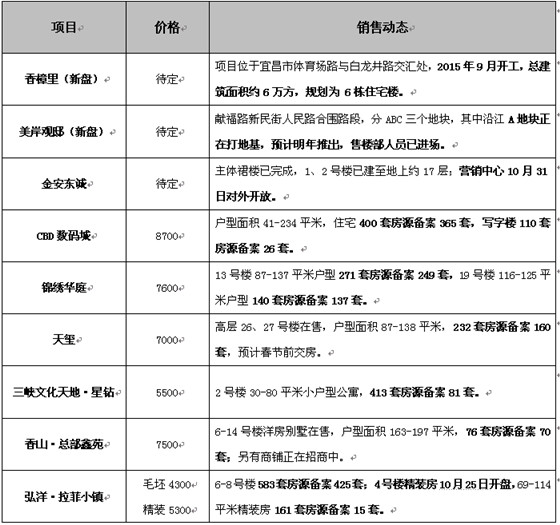 项目 价格 销售动态
香樟里（新盘） 待定 项目位于宜昌市体育场路与白龙井路交汇处，2015年9月开工，总建
筑面积约6万方，规划为6栋住宅楼。
美岸观邸（新盘） 待定 献福路新民街人民路合围路段，分ABC三个地块，其中沿江A地块正
在打地基，预计明年推出，售楼部人员已进场。
金安东诚 待定 主体裙楼已完成，1、2号楼已建至地上约17层；营销中心10月31
日对外开放。
CBD数码城 8700 户型面积41-234平米，住宅400套房源备案365套，写字楼110套
房源备案26套。
锦绣华庭 7600 13号楼87-137平米户型271套房源备案249套，19号楼116-125平
米户型140套房源备案137套。
天玺 7000 高层26、27号楼在售，户型面积87-138平米，232套房源备案160
套，预计春节前交房。
三峡文化天地·星钻 5500 2号楼30-80平米小户型公寓，413套房源备案81套。
香山·总部鑫苑 7500 6-14号楼洋房别墅在售，户型面积163-197平米，76套房源备案70
套；另有商铺正在招商中。
弘洋·拉菲小镇 毛坯4300 6-8号楼583套房源备案425套；4号楼精装房10月25日开盘，69-114
精装5300 平米精装房161套房源备案15套。